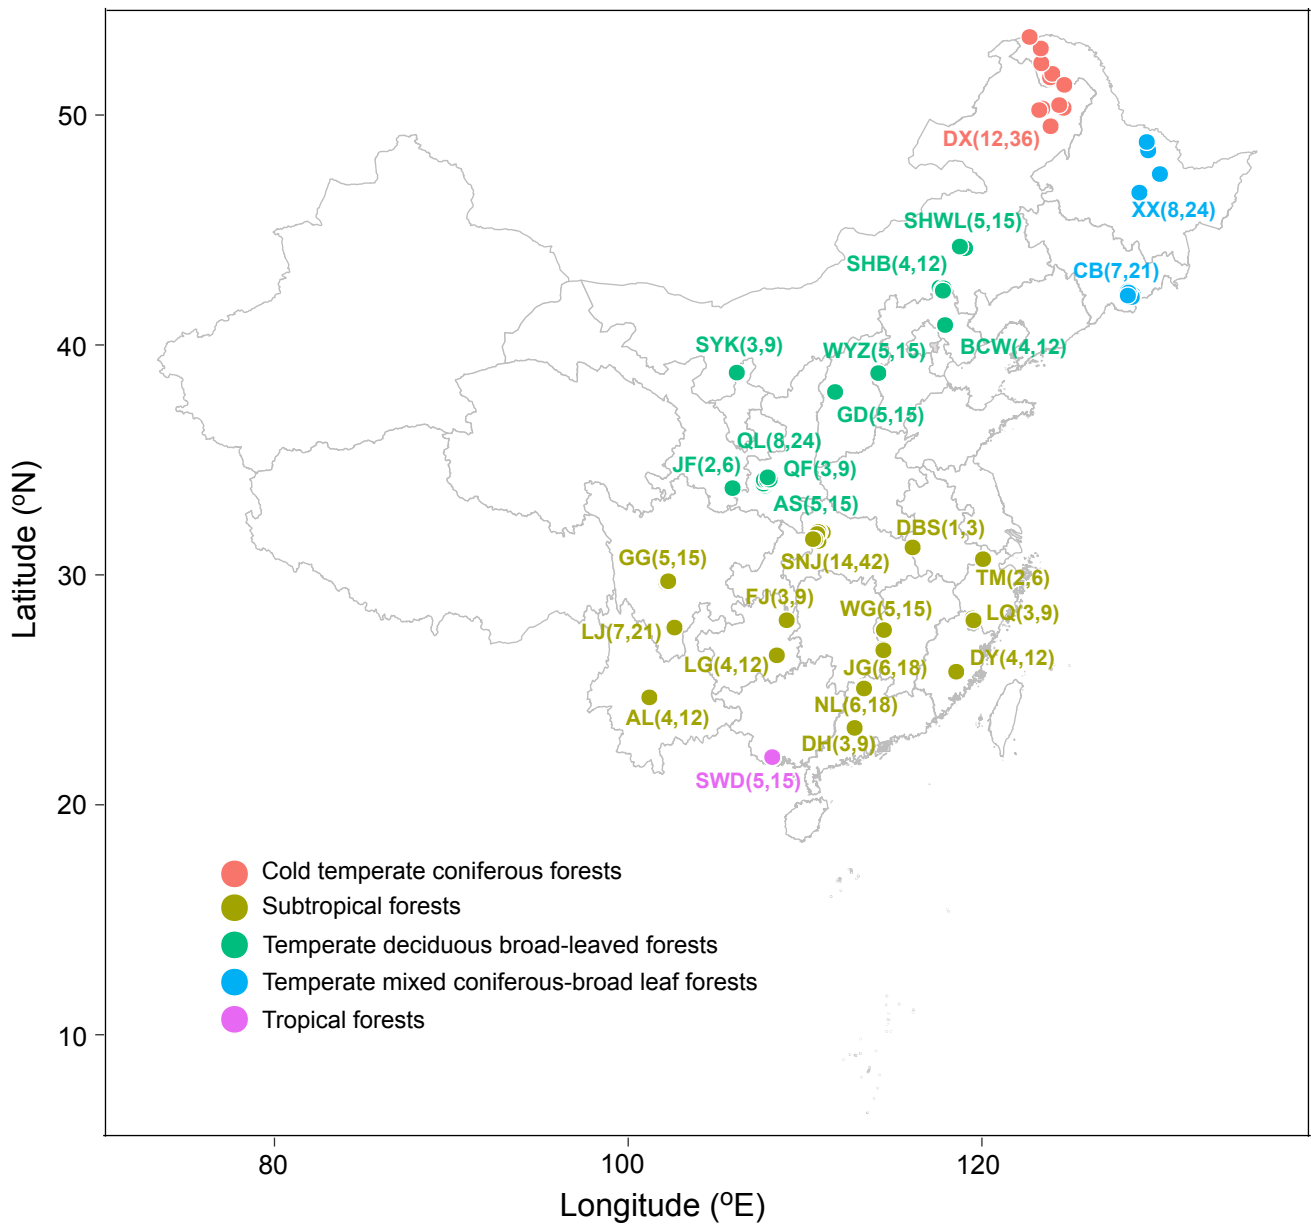 50
40
30
20
10
Latitude (ºN)
DX(12,36)
XX(8,24)
SHWL(5,15)
SHB(4,12)
CB(7,21)
SYK(3,9)
WYZ(5,15)
BCW(4,12)
GD(5,15)
QL(8,24)
JF(2,6)
QF(3,9)
AS(5,15)
DBS(1,3)
GG(5,15)
SNJ(14,42)
TM(2,6)
FJ(3,9)
WG(5,15)
LQ(3,9)
LJ(7,21)
LG(4,12)
JG(6,18)
DY(4,12)
AL(4,12)
NL(6,18)
DH(3,9)
SWD(5,15)
Cold temperate coniferous forests
Subtropical forests
Temperate deciduous broad-leaved forests
Temperate mixed coniferous-broad leaf forests
Tropical forests
80
100
120
Longitude (ºE)